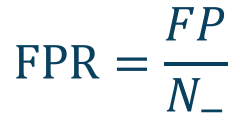 FPR = FP / N_